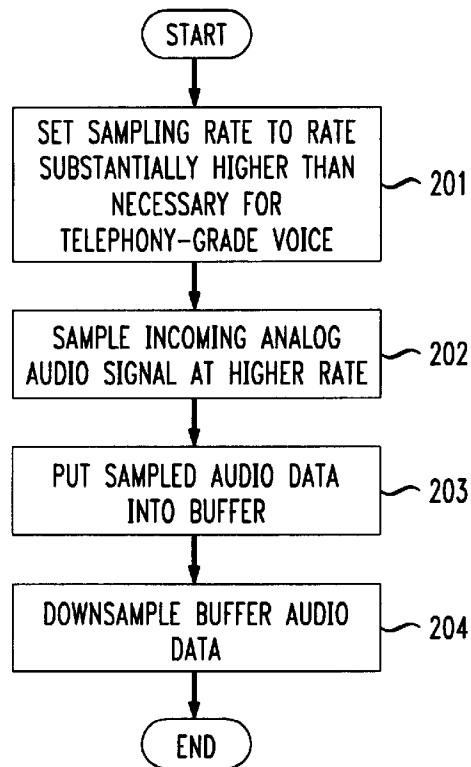 START
SET SAMPLING RATE TO RATE
SUBSTANTIALLY HIGHER THAN
NECESSARY FOR
TELEPHONY-GRADE VOICE
201
SAMPLE INCOMING ANALOG
AUDIO SIGNAL AT HIGHER RATE
202
PUT SAMPLED AUDIO DATA
INTO BUFFER
203
DOWNSAMPLE BUFFER AUDIO
DATA
204
END